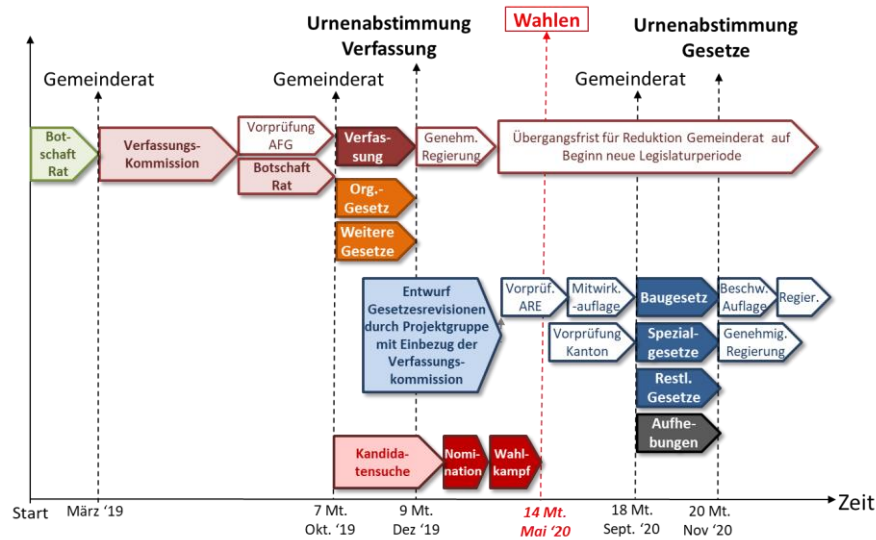 Urnenabstimmung
Verfassung
Wahlen
Urnenabstimmung
Gesetze
Gemeinderat
Gemeinderat
Gemeinderat
Bot-
schaft
Rat
Verfassungs-
Kommission
Vorprüfung
AFG
Botschaft
Rat
Verfas-
sung
Genehm.
Regierung
Übergangsfrist für Reduktion Gemeinderat auf
Beginn neue Legislaturperiode
Org.-
Gesetz
Weitere
Gesetze
Entwurf
Gesetzesrevisionen
durch Projektgruppe
mit Einbezug der
Verfassungs-
kommission
Vorprüf.
ARE
Mitwirk.
-auflage
Baugesetz
Beschw.
Auflage
Regier.
Vorprüfung
Kanton
Spezial-
gesetze
Genehmig.
Regierung
Restl.
Gesetze
Aufhe-
bungen
Kandida-
tensuche
Nomi-
nation
Wahl-
kampf
Start
März ‘19
7 Mt.
Okt. ‘19
9 Mt.
Dez ‘19
14 Mt.
Mai ‘20
18 Mt.
Sept. ‘20
20 Mt.
Nov ‘20
Zeit